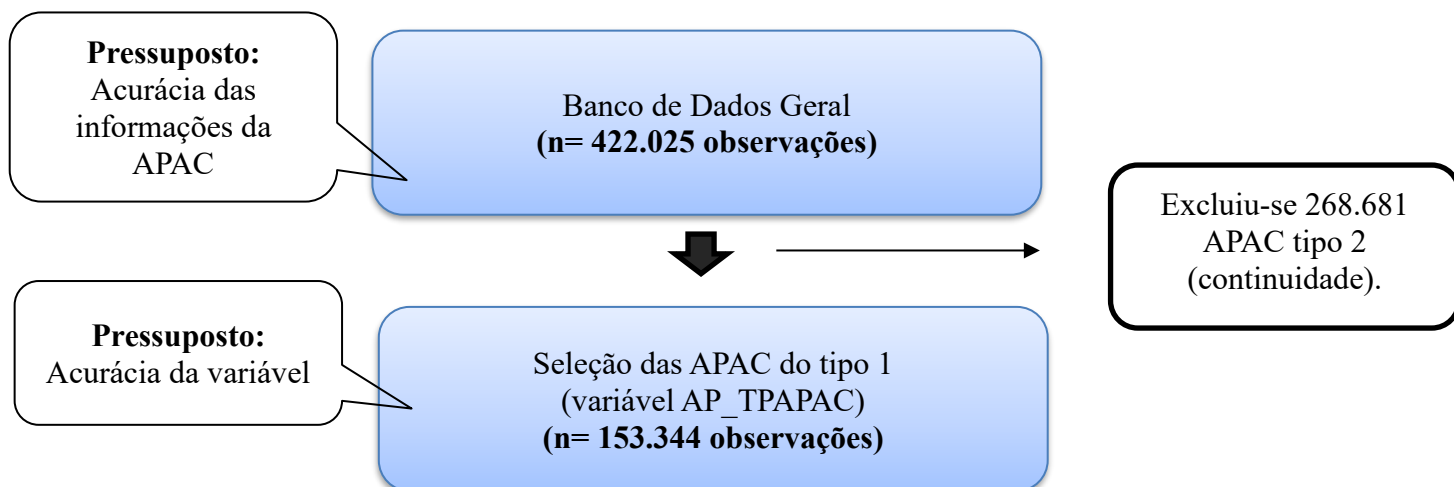 Pressuposto:
Acurácia das
informações da
APAC
Banco de Dados Geral
(n= 422.025 observações)
Excluiu-se 268.681
APAC tipo 2
(continuidade).
Pressuposto:
Acurácia da variável
Seleção das APAC do tipo 1
(variável AP_TPAPAC)
(n= 153.344 observações)